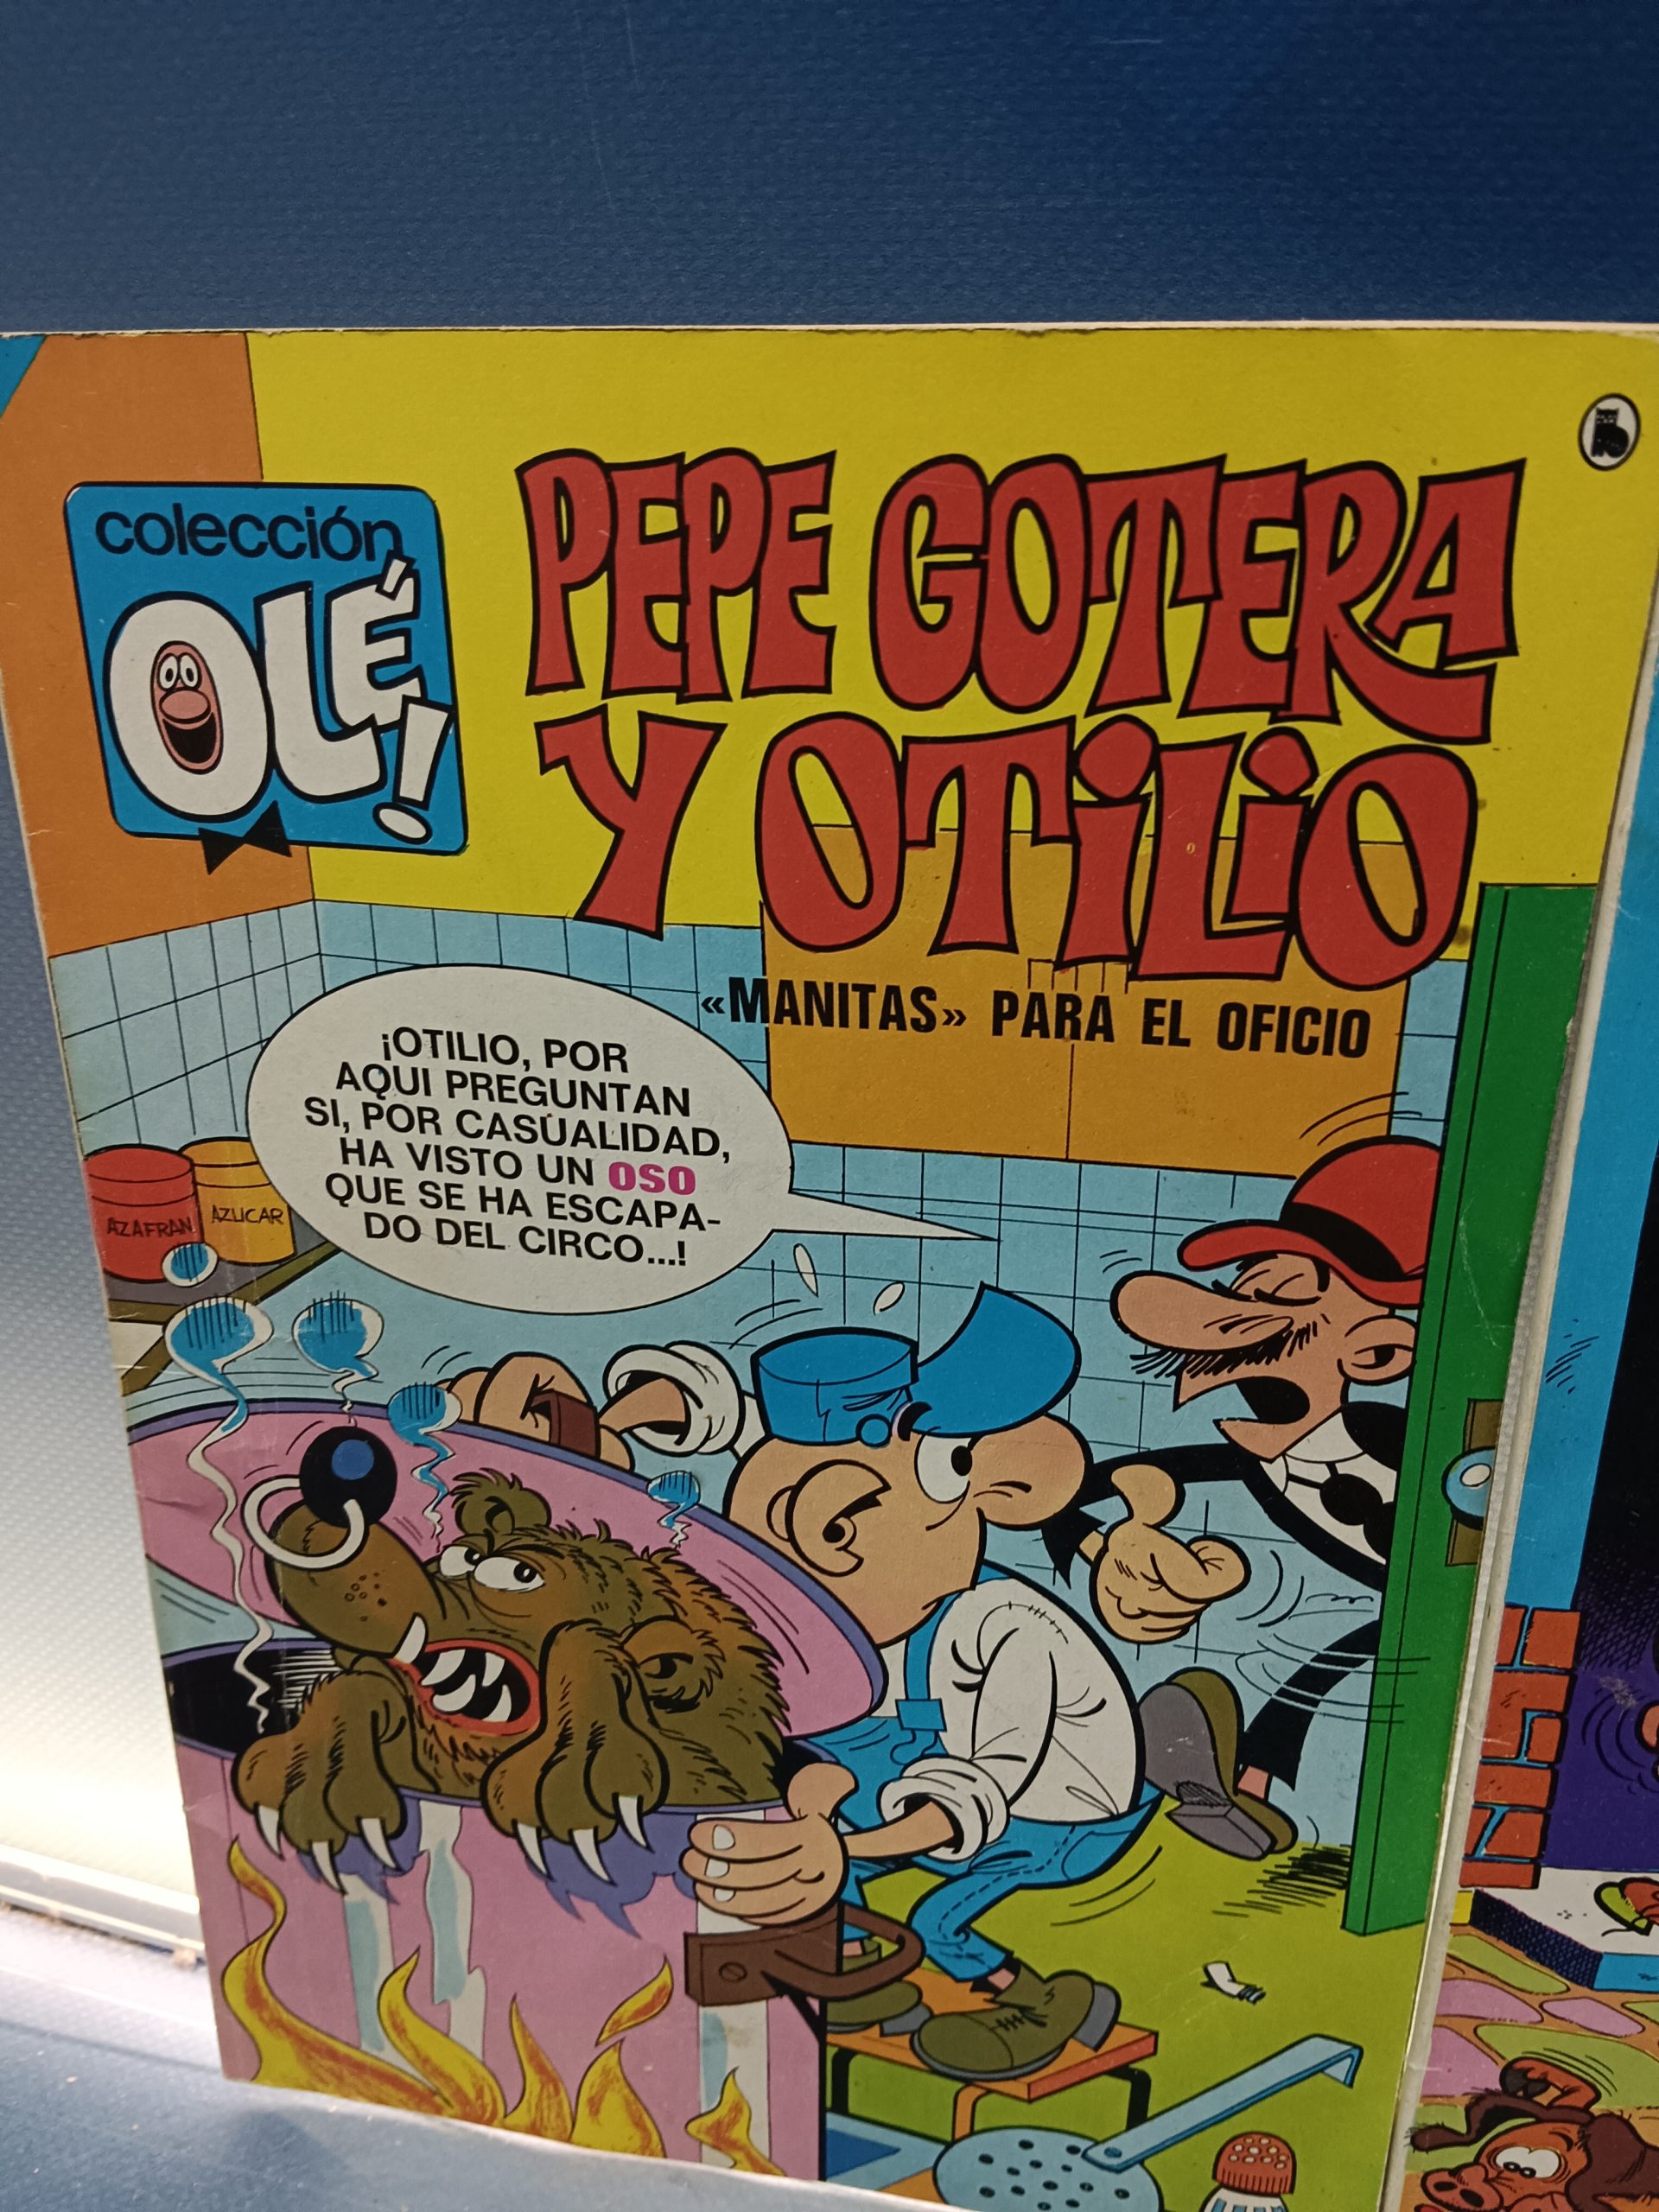 colección
OLÉ!
PEPE GOTERA
Y OTILIO
«MANITAS» PARA EL OFICIO
¡OTILIO, POR
AQUI PREGUNTAN
SI, POR CASUALIDAD,
HA VISTO UN OSO
QUE SE HA ESCAPA-
DO DEL CIRCO...!
AZAFRAN
AZUCAR